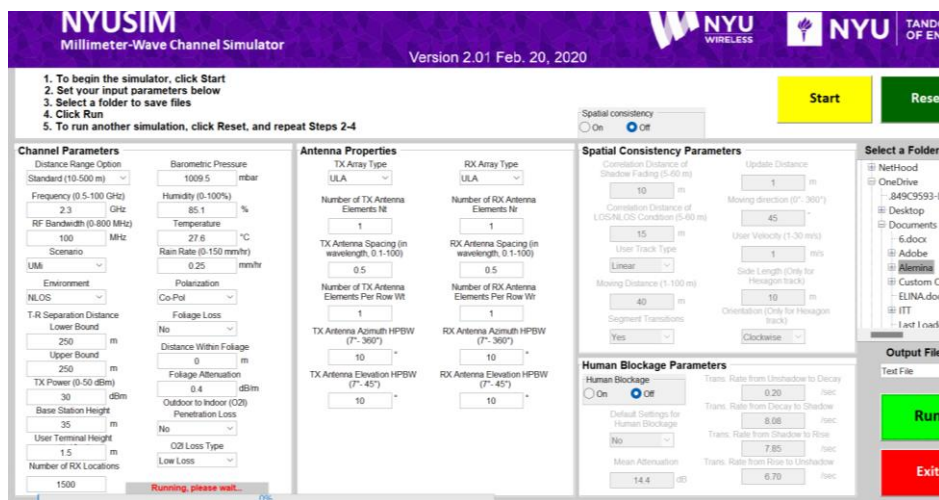 NYUSIM
Millimeter-Wave Channel Simulator
Version 2.01 Feb. 20, 2020
NYU
WIRELESS
NYU
TAND
OF EN
1. To begin the simulator, click Start
2. Set your input parameters below
3. Select a folder to save files
4. Click Run
5. To run another simulation, click Reset, and repeat Steps 2-4
Spatial consistency
On Off
Start
Rese
Channel Parameters
Distance Range Option
Standard (10-500 m)
Barometric Pressure
1009.5 mbar
Frequency (0.5-100 GHz)
2.3 GHz
Humidity (0-100%)
85.1 %
RF Bandwidth (0-800 MHz)
100 MHz
Temperature
27.6 °C
Scenario
UMi
Rain Rate (0-150 mm/hr)
0.25 mm/hr
Environment
NLOS
Polarization
Co-Pol
T-R Separation Distance
Lower Bound
250 m
Foliage Loss
No
Upper Bound
250 m
Distance Within Foliage
0 m
TX Power (0-50 dBm)
30 dBm
Foliage Attenuation
0.4 dB/m
Base Station Height
35 m
Outdoor to Indoor (O2I)
Penetration Loss
No
User Terminal Height
1.5 m
O2I Loss Type
Low Loss
Number of RX Locations
1500
Running, please wait...
0%
Antenna Properties
TX Array Type
ULA
RX Array Type
ULA
Number of TX Antenna
Elements Nt
1
Number of RX Antenna
Elements Nr
1
TX Antenna Spacing (in
wavelength, 0.1-100)
0.5
RX Antenna Spacing (in
wavelength, 0.1-100)
0.5
Number of TX Antenna
Elements Per Row Wt
1
Number of RX Antenna
Elements Per Row Wr
1
TX Antenna Azimuth HPBW
(7°- 360°)
10 °
RX Antenna Azimuth HPBW
(7°- 360°)
10 °
TX Antenna Elevation HPBW
(7°- 45°)
10 °
RX Antenna Elevation HPBW
(7°- 45°)
10 °
Spatial Consistency Parameters
Correlation Distance of
Shadow Fading (5-60 m)
10 m
Update Distance
1 m
Correlation Distance of
LOS/NLOS Condition (5-60 m)
15 m
Moving direction (0°- 360°)
45 °
User Track Type
Linear
User Velocity (1-30 m/s)
1 m/s
Moving Distance (1-100 m)
40 m
Side Length (Only for
Hexagon track)
10 m
Segment Transitions
Yes
Orientation (Only for Hexagon
track)
Clockwise
Human Blockage Parameters
Human Blockage
On Off
Trans. Rate from Unshadow to Decay
0.20 /sec
Default Settings for
Human Blockage
No
Trans. Rate from Decay to Shadow
8.08 /sec
Trans. Rate from Shadow to Rise
7.85 /sec
Mean Attenuation
14.4 dB
Trans. Rate from Rise to Unshadow
6.70 /sec
Select a Folder
NetHood
OneDrive
.849C9593-
Desktop
Documents
6.docx
Adobe
Alemina
Custom O
ELINA.do
ITT
Last Load
Output File
Text File
Run
Exit